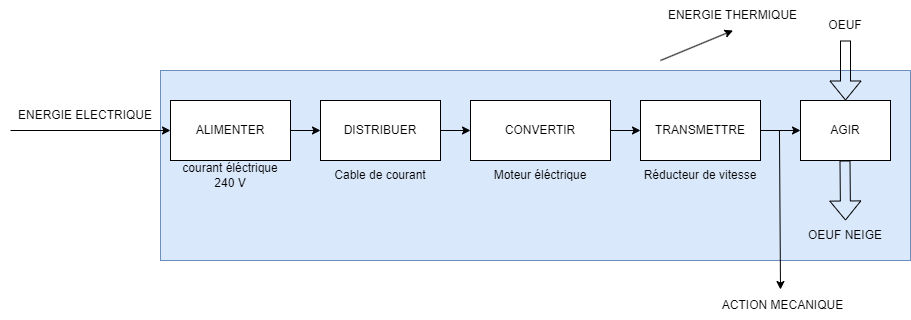 ENERGIE THERMIQUE
OEUF
ENERGIE ELECTRIQUE
ALIMENTER
DISTRIBUER
CONVERTIR
TRANSMETTRE
AGIR
courant éléctrique
240 V
Cable de courant
Moteur éléctrique
Réducteur de vitesse
OEUF NEIGE
ACTION MECANIQUE